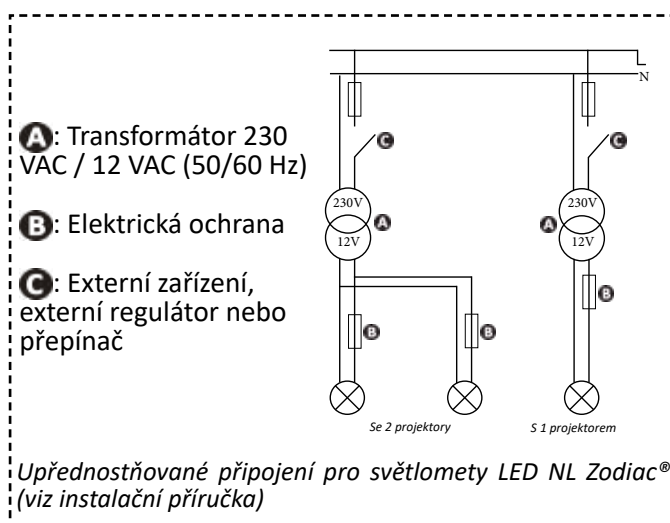 N
A: Transformátor 230
VAC / 12 VAC (50/60 Hz)
B: Elektrická ochrana
C: Externí zařízení,
externí regulátor nebo
přepínač
C
C
230V
12V
A
A
230V
12V
B
B
B
Se 2 projektory
S 1 projektorem
Upřednostňované připojení pro světlomety LED NL Zodiac®
(viz instalační příručka)